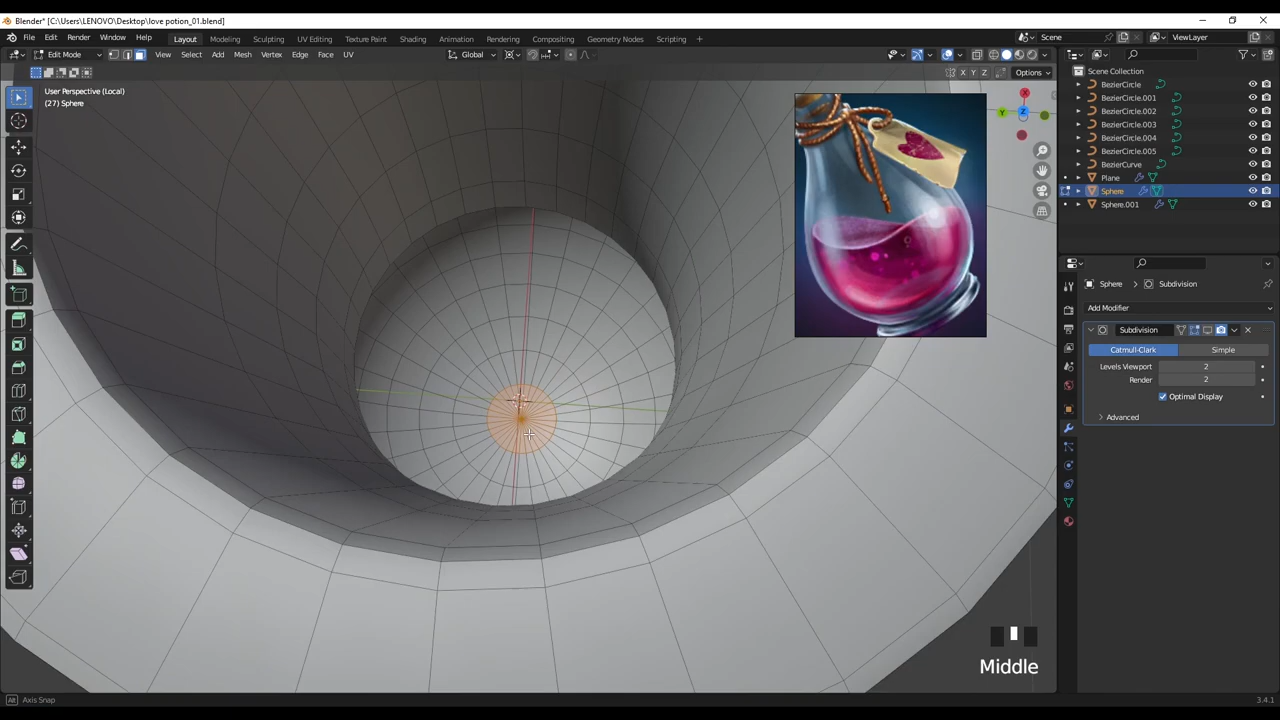 Blender* [C:\Users\LENOVO\Desktop\love potion_01.blend]
File Edit Render Window Help Layout Modeling Sculpting UV Editing Texture Paint Shading Animation Rendering Compositing Geometry Nodes Scripting Scene ViewLayer
Edit Mode View Select Add Mesh Vertex Edge Face UV Global
X Y Z Options
User Perspective (Local)
(27) Sphere
X
Y
Z
Scene Collection
BezierCircle
BezierCircle.001
BezierCircle.002
BezierCircle.003
BezierCircle.004
BezierCircle.005
BezierCurve
Plane
Sphere
Sphere.001
Sphere > Subdivision
Add Modifier
Subdivision
Catmull-Clark Simple
Levels Viewport 2
Render 2
Optimal Display
Advanced
Middle
Alt Axis Snap
3.4.1